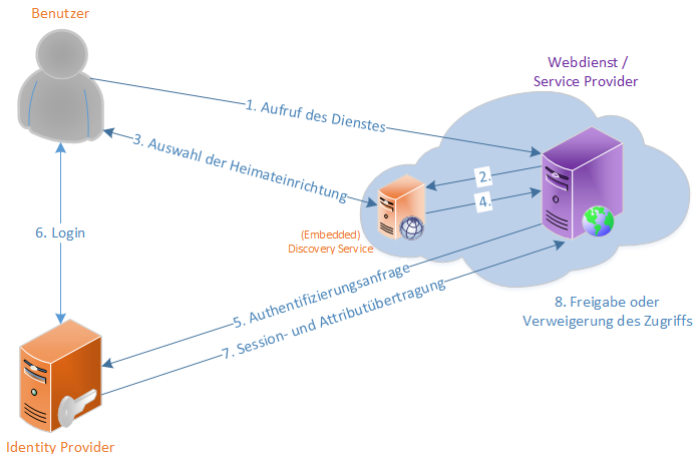 Benutzer
Webdienst /
Service Provider
1. Aufruf des Dienstes
3. Auswahl der Heimateinrichtung
2.
4.
6. Login
(Embedded)
Discovery Service
5. Authentifizierungsanfrage
7. Session- und Attributübertragung
8. Freigabe oder
Verweigerung des Zugriffs
Identity Provider